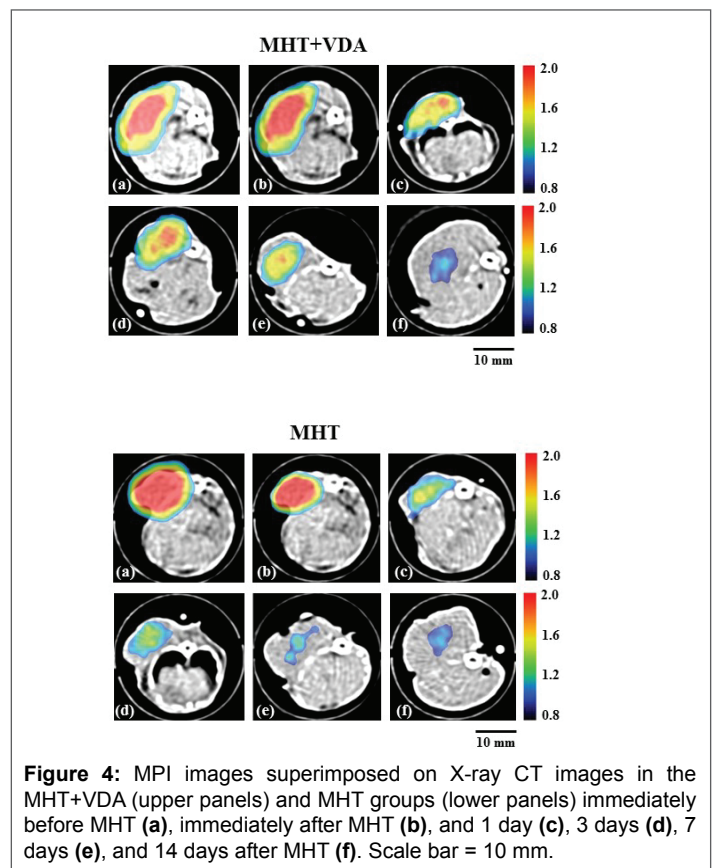 MHT+VDA
(a) (b) (c) 2.0
1.6
1.2
0.8
(d) (e) (f) 2.0
1.6
1.2
0.8
10 mm
MHT
(a) (b) (c) 2.0
1.6
1.2
0.8
(d) (e) (f) 2.0
1.6
1.2
0.8
10 mm
Figure 4: MPI images superimposed on X-ray CT images in the
MHT+VDA (upper panels) and MHT groups (lower panels) immediately
before MHT (a), immediately after MHT (b), and 1 day (c), 3 days (d), 7
days (e), and 14 days after MHT (f). Scale bar = 10 mm.